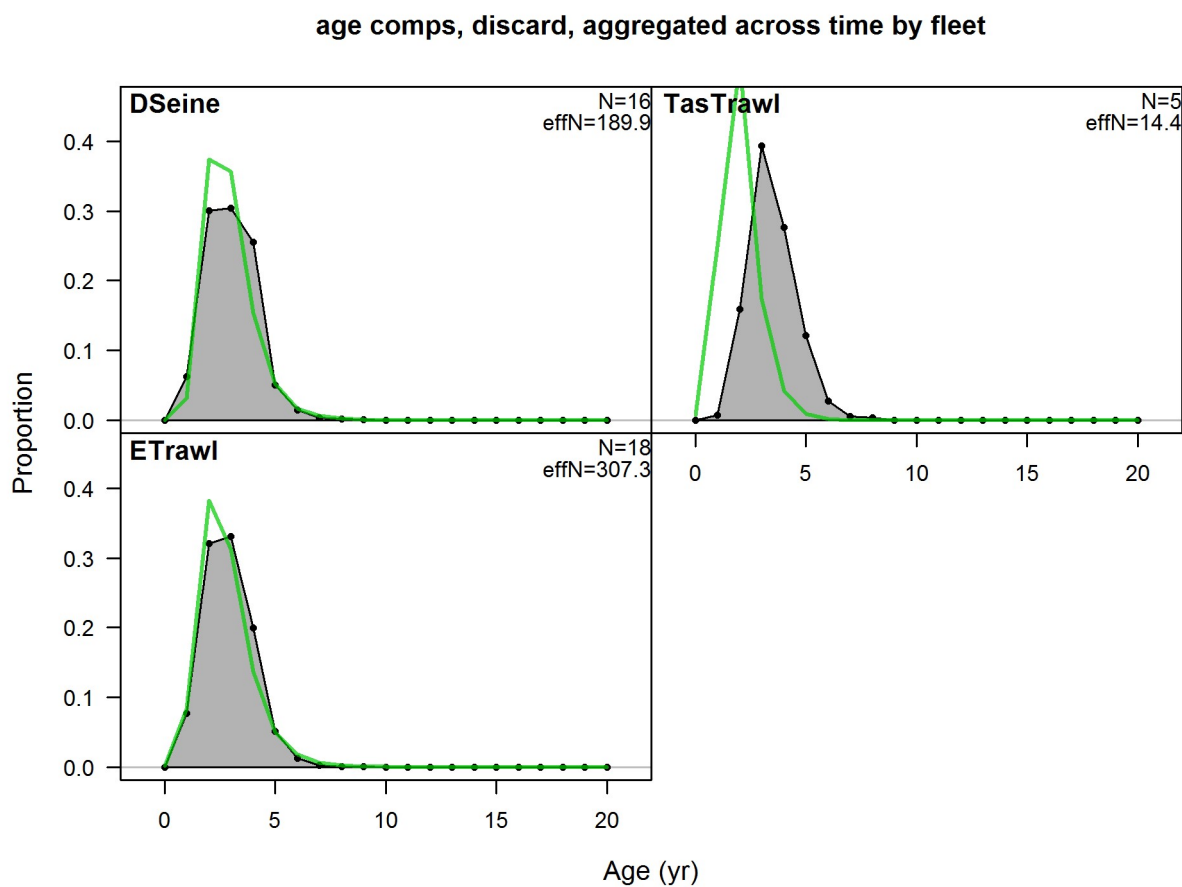 age comps, discard, aggregated across time by fleet
DSeine
N=16
effN=189.9
TasTrawl
N=5
effN=14.4
0.4
0.3
0.2
0.1
0.0
ETrawl
N=18
effN=307.3
0 5 10 15 20
0.4
0.3
0.2
0.1
0.0
0 5 10 15 20
Proportion
Age (yr)